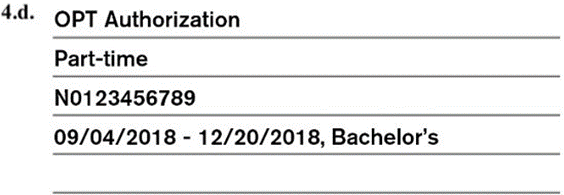 4.d. OPT Authorization
Part-time
N0123456789
09/04/2018 - 12/20/2018, Bachelor's